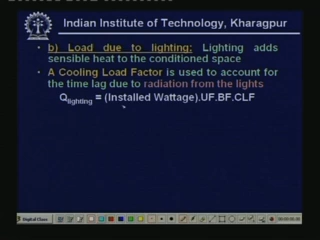 Indian Institute of Technology, Kharagpur
• b) Load due to lighting: Lighting adds
sensible heat to the conditioned space
• A Cooling Load Factor is used to account for
the time lag due to radiation from the lights
Qlighting = (Installed Wattage).UF.BF.CLF